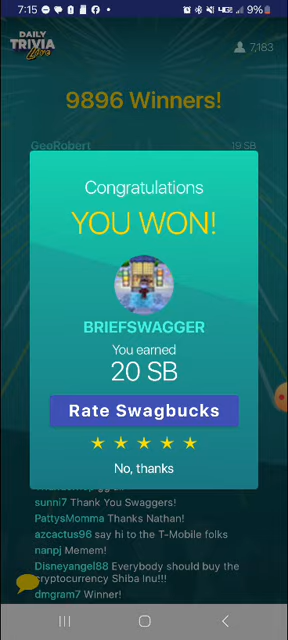 7:15
9%
DAILY
TRIVIA
Live
7,183
9896 Winners!
GeoRobert 19 SB
Congratulations
YOU WON!
BRIEFSWAGGER
You earned
20 SB
Rate Swagbucks
No, thanks
sunni7 Thank You Swaggers!
PattysMomma Thanks Nathan!
azcactus96 say hi to the T-Mobile folks
nanpj Memem!
Disneyangel88 Everybody should buy the
cryptocurrency Shiba Inu!!!
dmgram7 Winner!